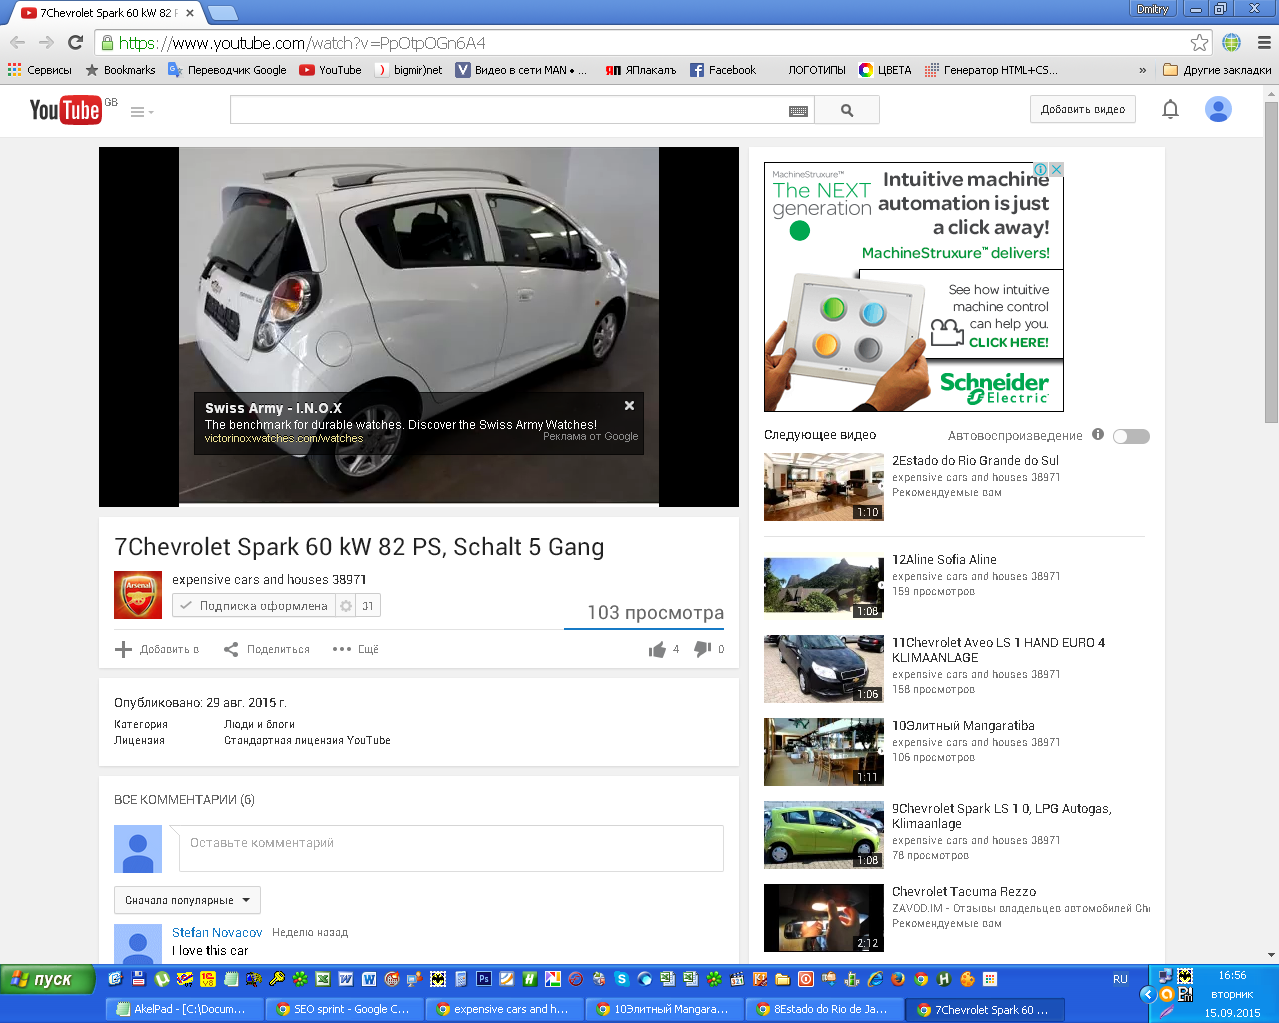 7Chevrolet Spark 60 kW 82 P
Dmitry
https://www.youtube.com/watch?v=PpOtpOGn6A4
Сервисы
Bookmarks
Переводчик Google
YouTube
bigmir)net
Видео в сети MAN • ...
ЯПлакалъ
Facebook
ЛОГОТИПЫ
ЦВЕТА
Генератор HTML+CS...
»
Другие закладки
YouTube GB
Добавить видео
MachineStruxure™
The NEXT
generation
Intuitive machine
automation is just
a click away!
MachineStruxure™ delivers!
See how intuitive
machine control
can help you.
CLICK HERE!
Schneider
Electric
Swiss Army - I.N.O.X
The benchmark for durable watches. Discover the Swiss Army Watches!
victorinoxwatches.com/watches
Реклама от Google
7Chevrolet Spark 60 kW 82 PS, Schalt 5 Gang
Arsenal
expensive cars and houses 38971
Подписка оформлена
31
103 просмотра
Добавить в
Поделиться
Ещё
4
0
Опубликовано: 29 авг. 2015 г.
Категория
Люди и блоги
Лицензия
Стандартная лицензия YouTube
ВСЕ КОММЕНТАРИИ (6)
Оставьте комментарий
Сначала популярные
Stefan Novacov
Неделю назад
I love this car
Следующее видео
Автовоспроизведение
2Estado do Rio Grande do Sul
expensive cars and houses 38971
Рекомендуемые вам
1:10
12Aline Sofia Aline
expensive cars and houses 38971
159 просмотров
1:08
11Chevrolet Aveo LS 1 HAND EURO 4
KLIMAANLAGE
expensive cars and houses 38971
158 просмотров
1:06
10Элитный Mangaratiba
expensive cars and houses 38971
106 просмотров
1:11
9Chevrolet Spark LS 1 0, LPG Autogas,
Klimaanlage
expensive cars and houses 38971
78 просмотров
1:08
Chevrolet Tacuma Rezzo
ZAVOD.IM - Отзывы владельцев автомобилей Che
Рекомендуемые вам
2:12
пуск
RU
16:56
вторник
15.09.2015
AkelPad - [C:\Docum...
SEO sprint - Google C...
expensive cars and h...
10Элитный Mangara...
8Estado do Rio de Ja...
7Chevrolet Spark 60 ...